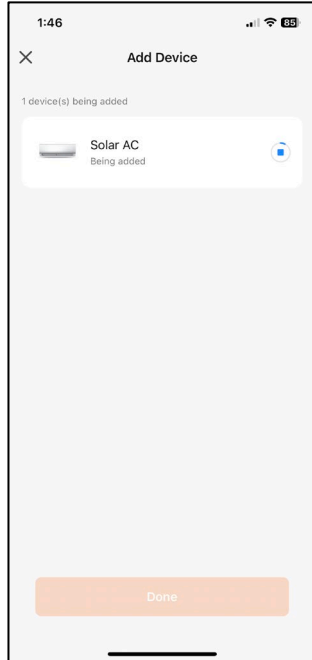 1:46
85
Add Device
1 device(s) being added
Solar AC
Being added
Done